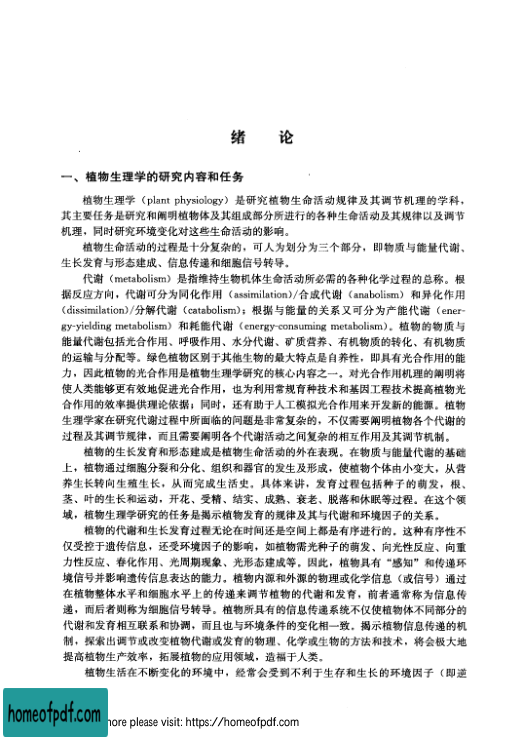 绪 论
一、植物生理学的研究内容和任务
植物生理学（plant physiology）是研究植物生命活动规律及其调节机理的学科，
其主要任务是研究和阐明植物体及其组成部分所进行的各种生命活动及其规律以及调节
机理，同时研究环境变化对这些生命活动的影响。
植物生命活动的过程是十分复杂的，可人为划分为三个部分，即物质与能量代谢、
生长发育与形态建成、信息传递和细胞信号转导。
代谢（metabolism）是指维持生物机体生命活动所必需的各种化学过程的总称。根
据反应方向，代谢可分为同化作用（assimilation)/合成代谢（anabolism）和异化作用
(dissimilation)/分解代谢（catabolism)；根据与能量的关系又可分为产能代谢（ener-
gy-yielding metabolism）和耗能代谢（energy-consuming metabolism)。植物的物质与
能量代谢包括光合作用、呼吸作用、水分代谢、矿质营养、有机物质的转化、有机物质
的运输与分配等。绿色植物区别于其他生物的最大特点是自养性，即具有光合作用的能
力，因此植物的光合作用是植物生理学研究的核心内容之一。对光合作用机理的阐明将
使人类能够更有效地促进光合作用，也为利用常规育种技术和基因工程技术提高植物光
合作用的效率提供理论依据；同时，还有助于人工模拟光合作用来开发新的能源。植物
生理学家在研究代谢过程中所面临的问题是非常复杂的，不仅需要阐明植物各个代谢的
过程及其调节规律，而且需要阐明各个代谢活动之间复杂的相互作用及其调节机制。
植物的生长发育和形态建成是植物生命活动的外在表现。在物质与能量代谢的基础
上，植物通过细胞分裂和分化、组织和器官的发生及形成，使植物个体由小变大，从营
养生长转向生殖生长，从而完成生活史。具体来讲，发育过程包括种子的萌发，根、
茎、叶的生长和运动，开花、受精、结实、成熟、衰老、脱落和休眠等过程。在这个领
域，植物生理学研究的任务是揭示植物发育的规律及其与代谢和环境因子的关系。
植物的代谢和生长发育过程无论在时间还是空间上都是有序进行的。这种有序性不
仅受控于遗传信息，还受环境因子的影响，如植物需光种子的萌发、向光性反应、向重
力性反应、春化作用、光周期现象、光形态建成等。因此，植物具有“感知”和传递环
境信号并影响遗传信息表达的能力。植物内源和外源的物理或化学信息（或信号）通过
在植物整体水平和细胞水平上的传递来调节植物的代谢和发育，前者通常称为信息传
递，而后者则称为细胞信号转导。植物所具有的信息传递系统不仅使植物体不同部分的
代谢和发育相互联系和协调，而且也与环境条件的变化相一致。揭示植物信息传递的机
制，探索出调节或改变植物代谢或发育的物理、化学或生物的方法和技术，将会极大地
提高植物生产效率，拓展植物的应用领域，造福于人类。
植物生活在不断变化的环境中，经常会受到不利于生存和生长的环境因子（即逆
homeofpdf.com
ore please visit: https://homeofpdf.com